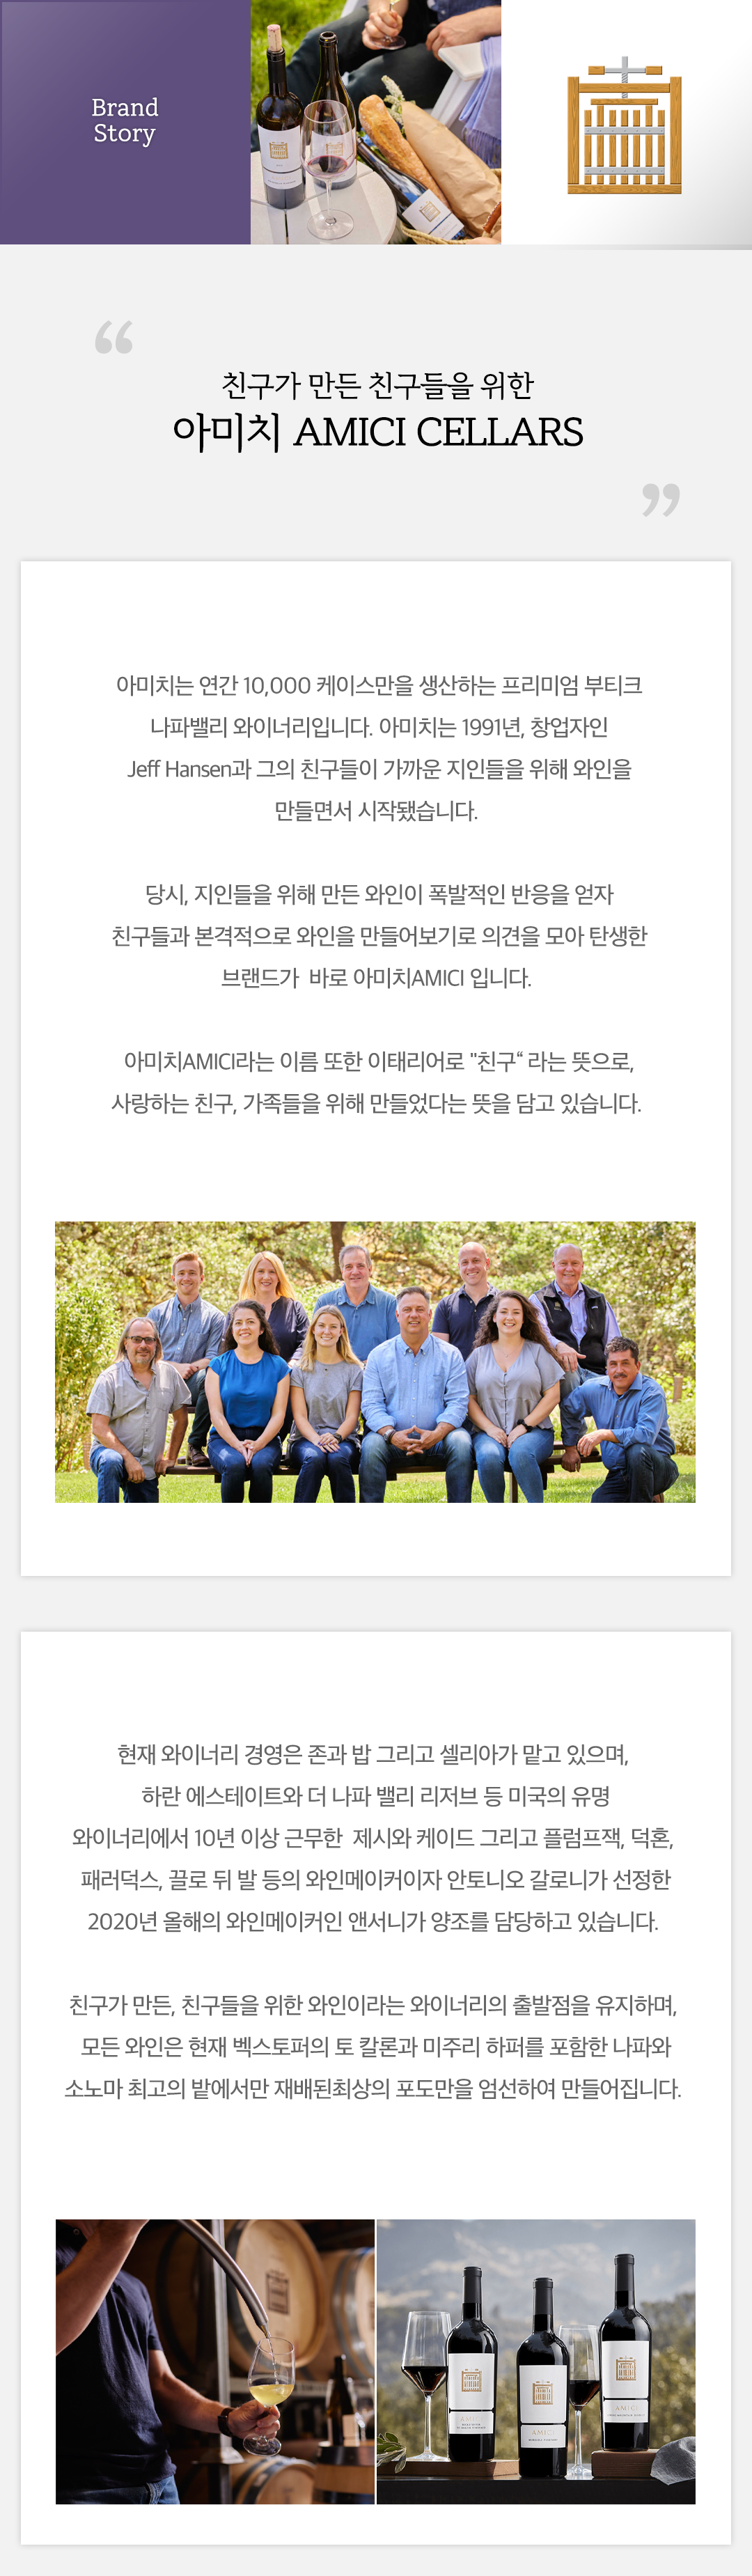 Brand
Story
“
친구가 만든 친구들을 위한
아미치 AMICI CELLARS
”
아미치는 연간 10,000 케이스만을 생산하는 프리미엄 부티크
나파밸리 와이너리입니다. 아미치는 1991년, 창업자인
Jeff Hansen과 그의 친구들이 가까운 지인들을 위해 와인을
만들면서 시작됐습니다.
당시, 지인들을 위해 만든 와인이 폭발적인 반응을 얻자
친구들과 본격적으로 와인을 만들어보기로 의견을 모아 탄생한
브랜드가 바로 아미치AMICI 입니다.
아미치AMICI라는 이름 또한 이태리어로 "친구“ 라는 뜻으로,
사랑하는 친구, 가족들을 위해 만들었다는 뜻을 담고 있습니다.
현재 와이너리 경영은 존과 밥 그리고 셀리아가 맡고 있으며,
하란 에스테이트와 더 나파 밸리 리저브 등 미국의 유명
와이너리에서 10년 이상 근무한 제시와 케이드 그리고 플럼프잭, 덕혼,
패러덕스, 끌로 뒤 발 등의 와인메이커이자 안토니오 갈로니가 선정한
2020년 올해의 와인메이커인 앤서니가 양조를 담당하고 있습니다.
친구가 만든, 친구들을 위한 와인이라는 와이너리의 출발점을 유지하며,
모든 와인은 현재 벡스토퍼의 토 칼론과 미주리 하퍼를 포함한 나파와
소노마 최고의 밭에서만 재배된최상의 포도만을 엄선하여 만들어집니다.
AMICI
AMICI
AMICI